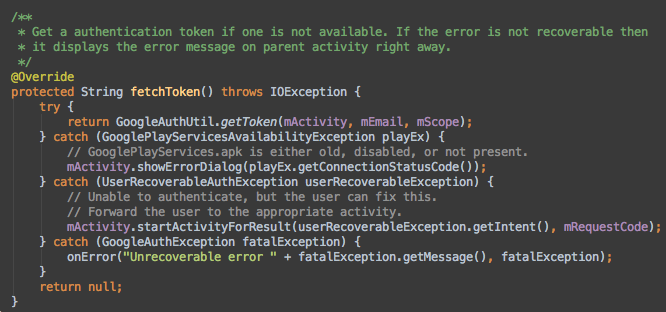 /**
 * Get a authentication token if one is not available. If the error is not recoverable then
 * it displays the error message on parent activity right away.
 */
@Override
protected String fetchToken() throws IOException {
    try {
        return GoogleAuthUtil.getToken(mActivity, mEmail, mScope);
    } catch (GooglePlayServicesAvailabilityException playEx) {
        // GooglePlayServices.apk is either old, disabled, or not present.
        mActivity.showErrorDialog(playEx.getConnectionStatusCode());
    } catch (UserRecoverableAuthException userRecoverableException) {
        // Unable to authenticate, but the user can fix this.
        // Forward the user to the appropriate activity.
        mActivity.startActivityForResult(userRecoverableException.getIntent(), mRequestCode);
    } catch (GoogleAuthException fatalException) {
        onError("Unrecoverable error " + fatalException.getMessage(), fatalException);
    }
    return null;
}